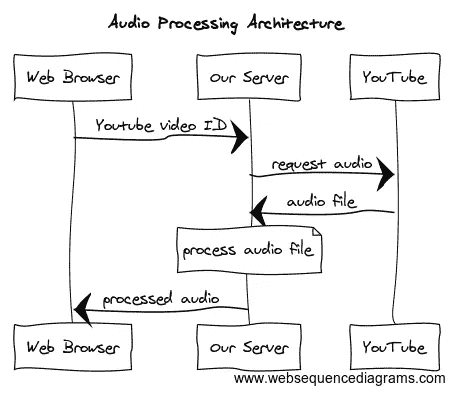 Audio Processing Architecture
Web Browser
Our Server
YouTube
Youtube video ID
request audio
audio file
process audio file
processed audio
Web Browser
Our Server
YouTube
www.websequencediagrams.com